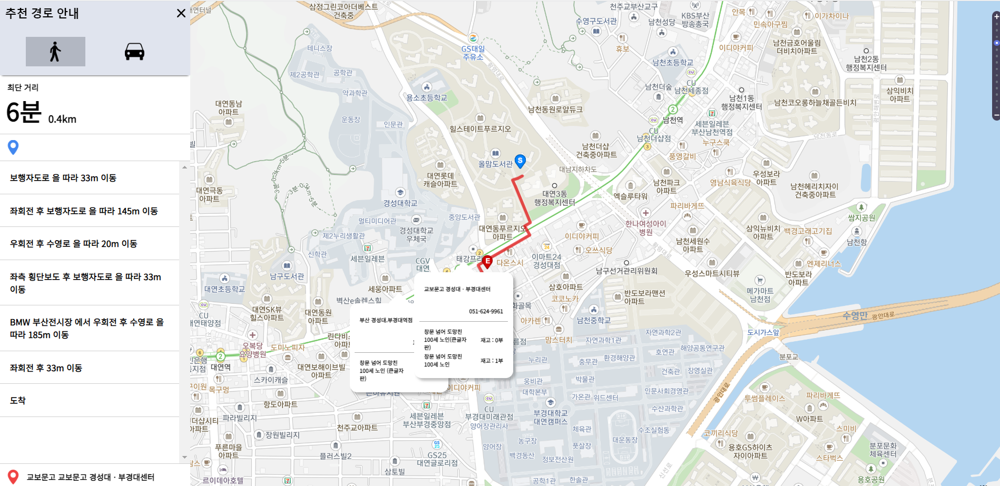 추천 경로 안내
최단 거리
6분 0.4km
보행자도로 을 따라 33m 이동
좌회전 후 보행자도로 을 따라 145m 이동
우회전 후 수영로 을 따라 20m 이동
좌측 횡단보도 후 보행자도로 을 따라 33m
이동
BMW 부산전시장 에서 우회전 후 수영로 을
따라 185m 이동
좌회전 후 33m 이동
도착
교보문고 교보문고 경성대 · 부경대센터
삼정그린코아더베스트
건축중
천주교부산교구
KBS부산
방송총국
안목
이가차이나
민속아구찜
수영구도서관
남천성당
GS대일
주유소
휴보
이디야커피
남천금호어울림
더비치아파트
남천2동
행정복지센터
테니스장
제2공학관
공학관
약과학관
운동장
인문관
용소초등학교
황령대로
남천초등학교
남천더숲
CU
남천세종점
남천1동
행정복지센터
남천코오롱하늘채골든비치
삼익비치
아파트
광안해변로
대연동남
아파트
힐스테이트푸르지오
남천동원로얄듀크
2
남천역
CU
남천더샵점
3
세븐일레븐
부산남천역점
누구스쿡
남천동로
남천더샵
건축중아파트
풍영갈비
S
올맘도서관
대남지하차도
대연롯데
캐슬아파트
대연3동
행정복지센터
엑슬루타워
남천파크
아파트
영남식육식당
우성보라
아파트
남천헤리치자이
건축중아파트
대연극동
아파트
경성대학교
멀티미디어관
중앙도서관
제2누리생활관
경성대학교
우체국
대연동푸르지오
아파트
이디야커피
오쓰식당
파리바게뜨
한나여성아이
병원
황령대로
삼익뉴비치
아파트
백경고래고기집
쌈지공원
남천항
남천세원수
아파트
신학관
세븐일레븐
CGV
대연
2
4
E
다온스시
이마트24
경성대점
남구선거관리위원회
우성스마트시티뷰
엔제리너스
반도보라
아파트
남구도서관
대연초등학교
세웅아파트
벽산e솔렌스힐
교보문고 경성대 · 부경대센터
051-624-9961
창문 넘어 도망친
100세 노인(큰글자
판)
재고 : 0부
창문 넘어 도망친
100세 노인
재고 : 1부
부산 경성대.부경대역점
창문 넘어 도망친
100세 노인 (큰글자
판)
삼호아파트
코코노카
반도보라맨션
아파트
메가마트
남천점
CU
대연태양점
대연SK뷰
힐스아파트
대연동원
아파트
아카렌
남천중학교
수영만
광안대로
도시가스앞
맘스터치
자연과학1관
자연과학2관
해양공동연구관
호연관
분포교
6
2
대연역
1
오복당
요양병원
도미노피자
대연보해이브빌
아파트
스카이캐슬
목구멍
누리관
충무관
환경해양관
건축관
장영실관
웅비관
박물관
대학본부
가온관
위드센터
인문사회경영관
이디야커피
항도아파트
CU
부경대미래관점
부경대학교
대연캠퍼스
수산과학관
광안대로
투썸플레이스
파리바게뜨
W아파트
더샵시티
아파트
파라빌리지
천주교아파트
세븐일레븐
부산부경중앙점
양어장관리사
체육관
대운동장
수조실험동
코끼리식당
스미비
장원빌리지
푸른마을
아파트
플러스빌2
GS25
대연글로리점
양어장
농구장
풋살장
백경동산
정보전산원
용호GS하이츠
자이아파트
스타벅스
분포문화
체육센터
르이데아호텔
삼토빌
공학1관
한솔관
신선로
용호공원